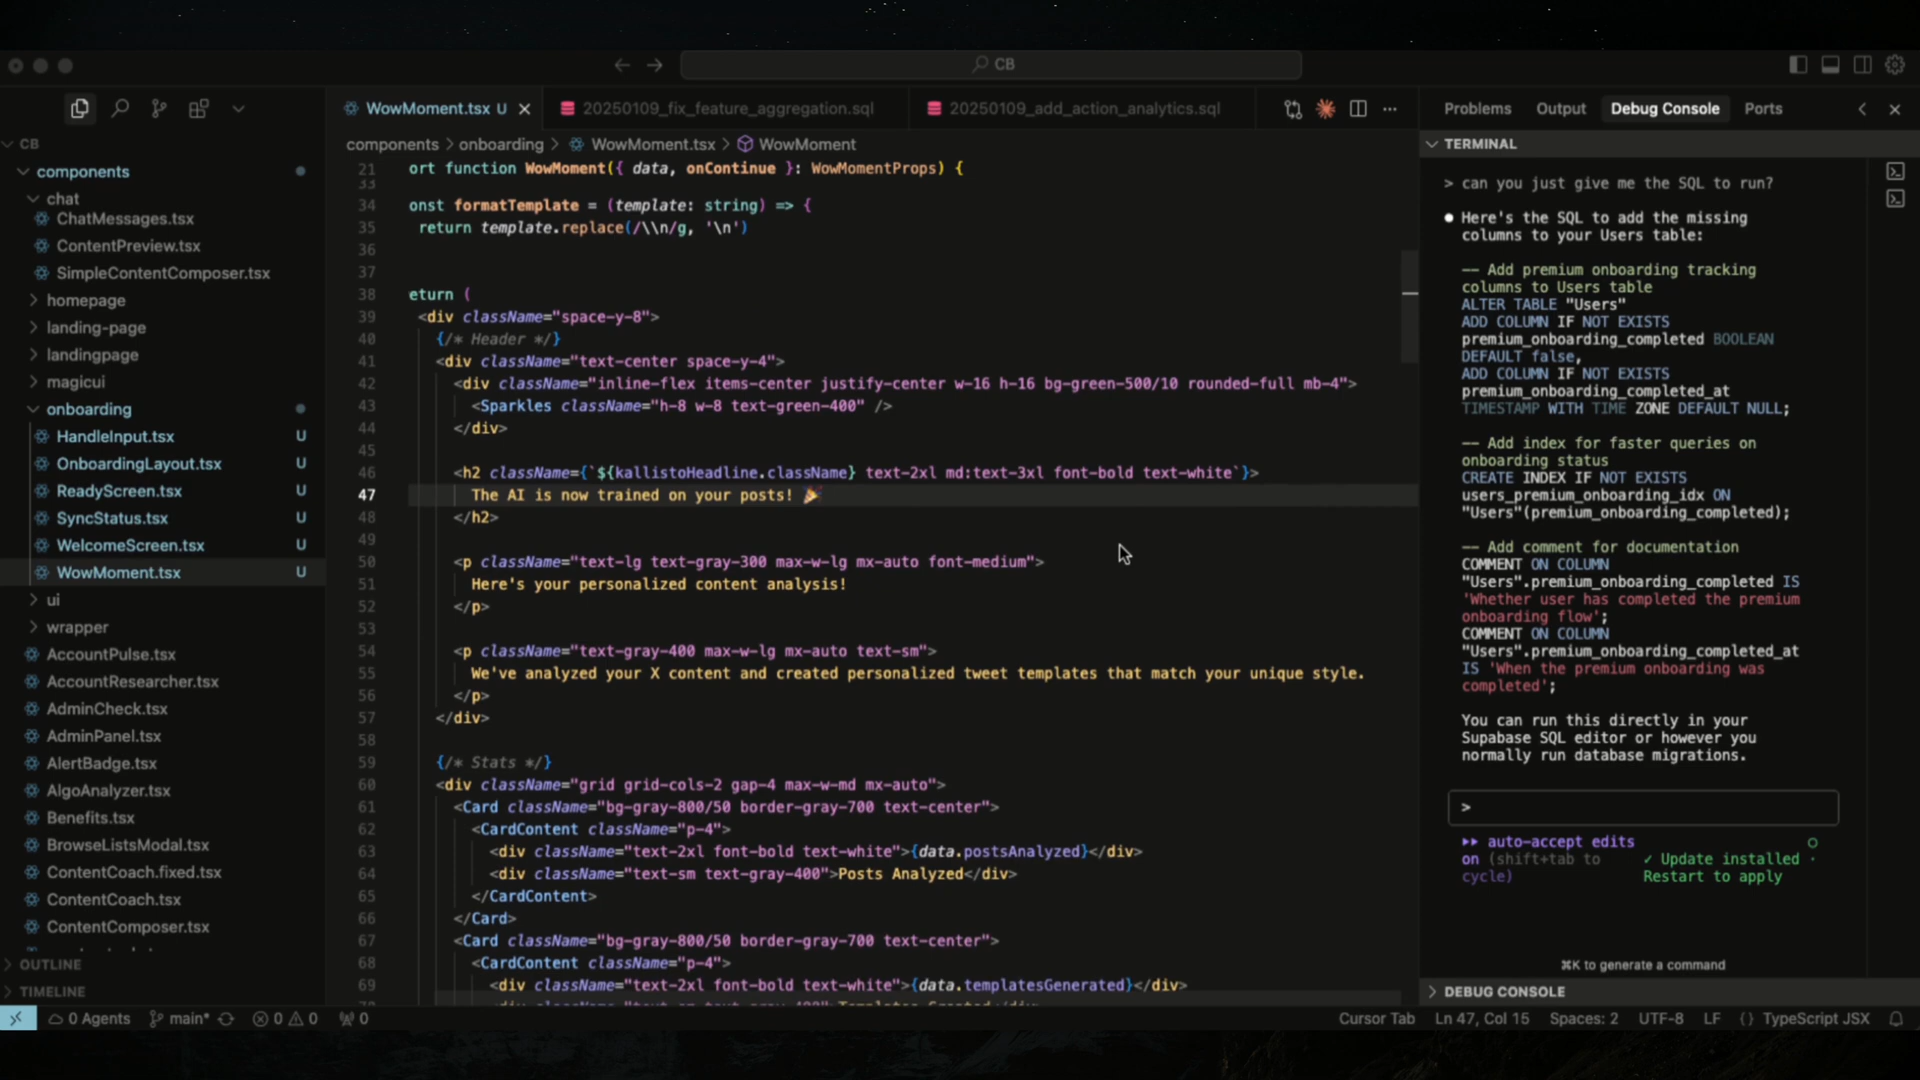 CB
WowMoment.tsx U
20250109_fix_feature_aggregation.sql
20250109_add_action_analytics.sql
Problems
Output
Debug Console
Ports
CB
components
chat
ChatMessages.tsx
ContentPreview.tsx
SimpleContentComposer.tsx
homepage
landing-page
landingpage
magicui
onboarding
HandleInput.tsx U
OnboardingLayout.tsx U
ReadyScreen.tsx U
SyncStatus.tsx U
WelcomeScreen.tsx U
WowMoment.tsx U
ui
wrapper
AccountPulse.tsx
AccountResearcher.tsx
AdminCheck.tsx
AdminPanel.tsx
AlertBadge.tsx
AlgoAnalyzer.tsx
Benefits.tsx
BrowseListsModal.tsx
ContentCoach.fixed.tsx
ContentCoach.tsx
ContentComposer.tsx
OUTLINE
TIMELINE
components > onboarding > WowMoment.tsx > WowMoment
21 ort function WowMoment({ data, onContinue }: WowMomentProps) {
33
34 onst formatTemplate = (template: string) => {
35 return template.replace(/\\n/g, '\n')
36
37
38 eturn (
39 <div className="space-y-8">
40 {/* Header */}
41 <div className="text-center space-y-4">
42 <div className="inline-flex items-center justify-center w-16 h-16 bg-green-500/10 rounded-full mb-4">
43 <Sparkles className="h-8 w-8 text-green-400" />
44 </div>
45
46 <h2 className={`${kallistoHeadline.className} text-2xl md:text-3xl font-bold text-white`}>
47 The AI is now trained on your posts! 🎉
48 </h2>
49
50 <p className="text-lg text-gray-300 max-w-lg mx-auto font-medium">
51 Here's your personalized content analysis!
52 </p>
53
54 <p className="text-gray-400 max-w-lg mx-auto text-sm">
55 We've analyzed your X content and created personalized tweet templates that match your unique style.
56 </p>
57 </div>
58
59 {/* Stats */}
60 <div className="grid grid-cols-2 gap-4 max-w-md mx-auto">
61 <Card className="bg-gray-800/50 border-gray-700 text-center">
62 <CardContent className="p-4">
63 <div className="text-2xl font-bold text-white">{data.postsAnalyzed}</div>
64 <div className="text-sm text-gray-400">Posts Analyzed</div>
65 </CardContent>
66 </Card>
67 <Card className="bg-gray-800/50 border-gray-700 text-center">
68 <CardContent className="p-4">
69 <div className="text-2xl font-bold text-white">{data.templatesGenerated}</div>
TERMINAL
> can you just give me the SQL to run?
Here's the SQL to add the missing
columns to your Users table:
-- Add premium onboarding tracking
columns to Users table
ALTER TABLE "Users"
ADD COLUMN IF NOT EXISTS
premium_onboarding_completed BOOLEAN
DEFAULT false,
ADD COLUMN IF NOT EXISTS
premium_onboarding_completed_at
TIMESTAMP WITH TIME ZONE DEFAULT NULL;
-- Add index for faster queries on
onboarding status
CREATE INDEX IF NOT EXISTS
users_premium_onboarding_idx ON
"Users"(premium_onboarding_completed);
-- Add comment for documentation
COMMENT ON COLUMN
"Users".premium_onboarding_completed IS
'Whether user has completed the premium
onboarding flow';
COMMENT ON COLUMN
"Users".premium_onboarding_completed_at
IS 'When the premium onboarding was
completed';
You can run this directly in your
Supabase SQL editor or however you
normally run database migrations.
>
auto-accept edits
on (shift+tab to
cycle)
✓ Update installed ·
Restart to apply
⌘K to generate a command
DEBUG CONSOLE
0 Agents
main*
0
0
0
Cursor Tab
Ln 47, Col 15
Spaces: 2
UTF-8
LF
{} TypeScript JSX